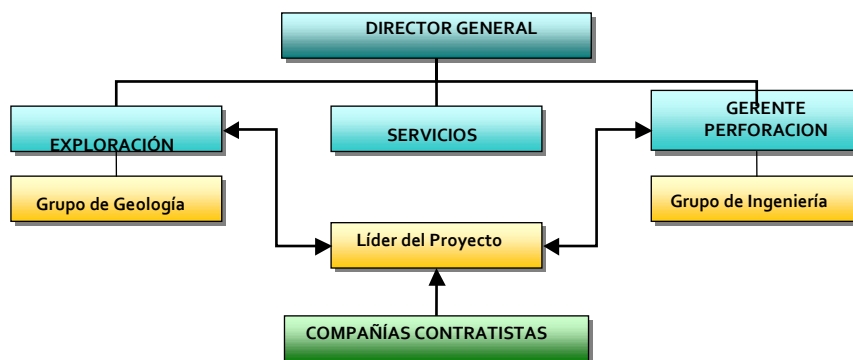 DIRECTOR GENERAL
EXPLORACIÓN
SERVICIOS
GERENTE
PERFORACION
Grupo de Geología
Grupo de Ingeniería
Líder del Proyecto
COMPAÑÍAS CONTRATISTAS